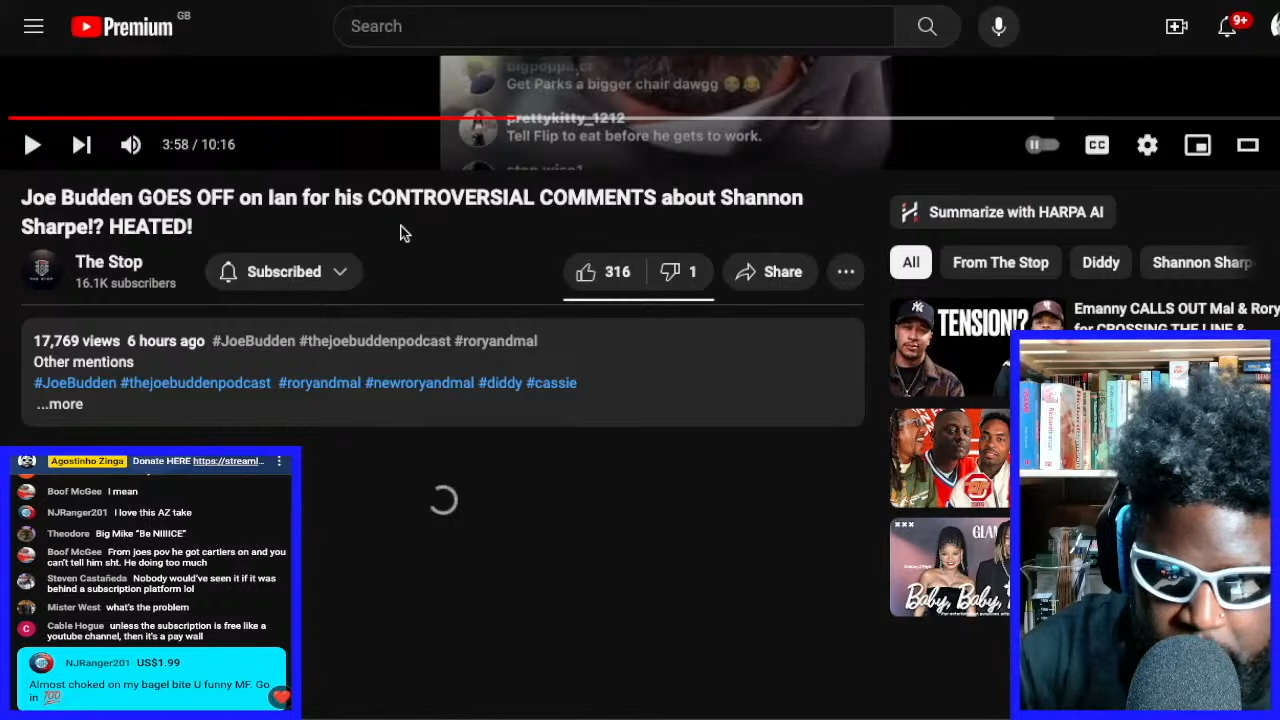 Premium GB
Search
9+
bigpoppa.cr
Get Parks a bigger chair dawgg 😂😂
prettykitty_1212
Tell Flip to eat before he gets to work.
3:58 / 10:16
CC
Joe Budden GOES OFF on Ian for his CONTROVERSIAL COMMENTS about Shannon
Sharpe!? HEATED!
Summarize with HARPA AI
The Stop
16.1K subscribers
Subscribed
316
1
Share
All
From The Stop
Diddy
Shannon Sharp
17,769 views 6 hours ago #JoeBudden #thejoebuddenpodcast #roryandmal
Other mentions
#JoeBudden #thejoebuddenpodcast #roryandmal #newroryandmal #diddy #cassie
...more
TENSION!?
Emanny CALLS OUT Mal & Rory
for CROSSING THE LINE &
GLAM
Baby, Baby,
Agostinho Zinga Donate HERE https://streaml...
Boof McGee I mean
NJRanger201 I love this AZ take
Theodore Big Mike “Be NIIIICE”
Boof McGee From joes pov he got cartiers on and you
can’t tell him sht. He doing too much
Steven Castañeda Nobody would’ve seen it if it was
behind a subscription platform lol
Mister West what’s the problem
C Cable Hogue unless the subscription is free like a
youtube channel, then it’s a pay wall
NJRanger201 US$1.99
Almost choked on my bagel bite U funny MF. Go
in 💯